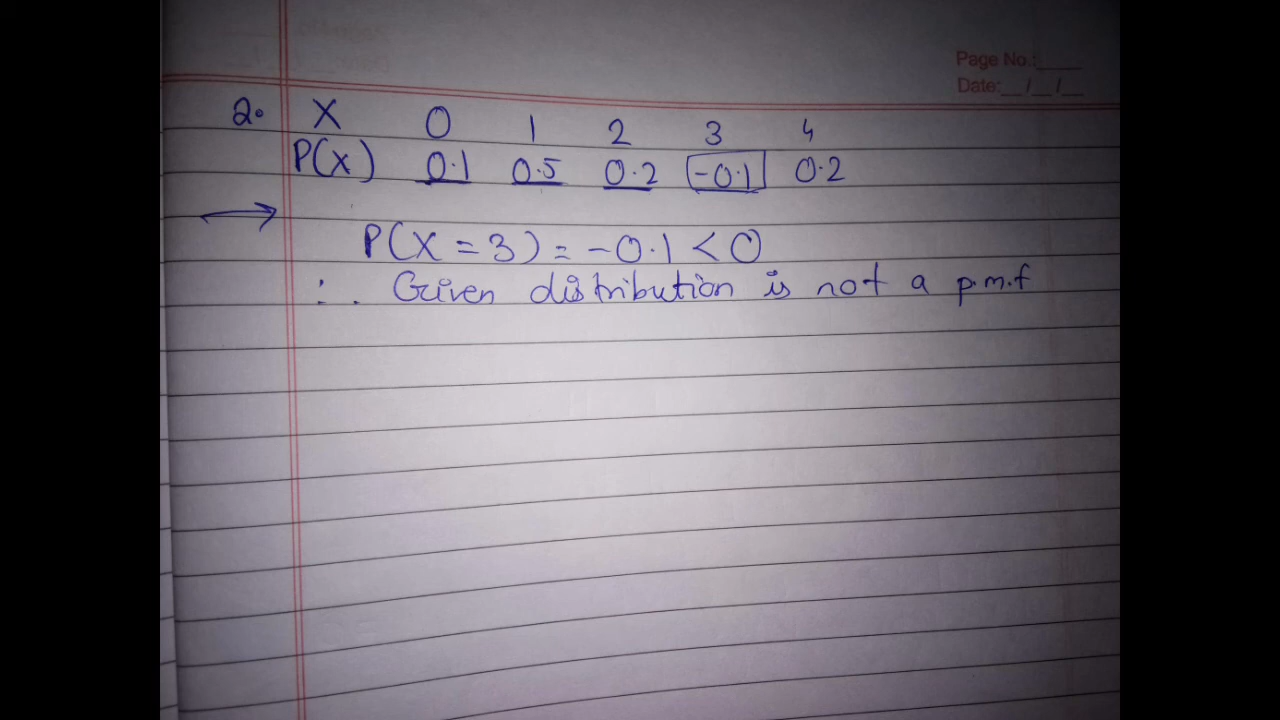 Page No.:
Date: / /
2. X 0 1 2 3 4
P(x) 0.1 0.5 0.2 -0.1 0.2
→ P(X = 3) = -0.1 < 0
∴ Given distribution is not a p.m.f